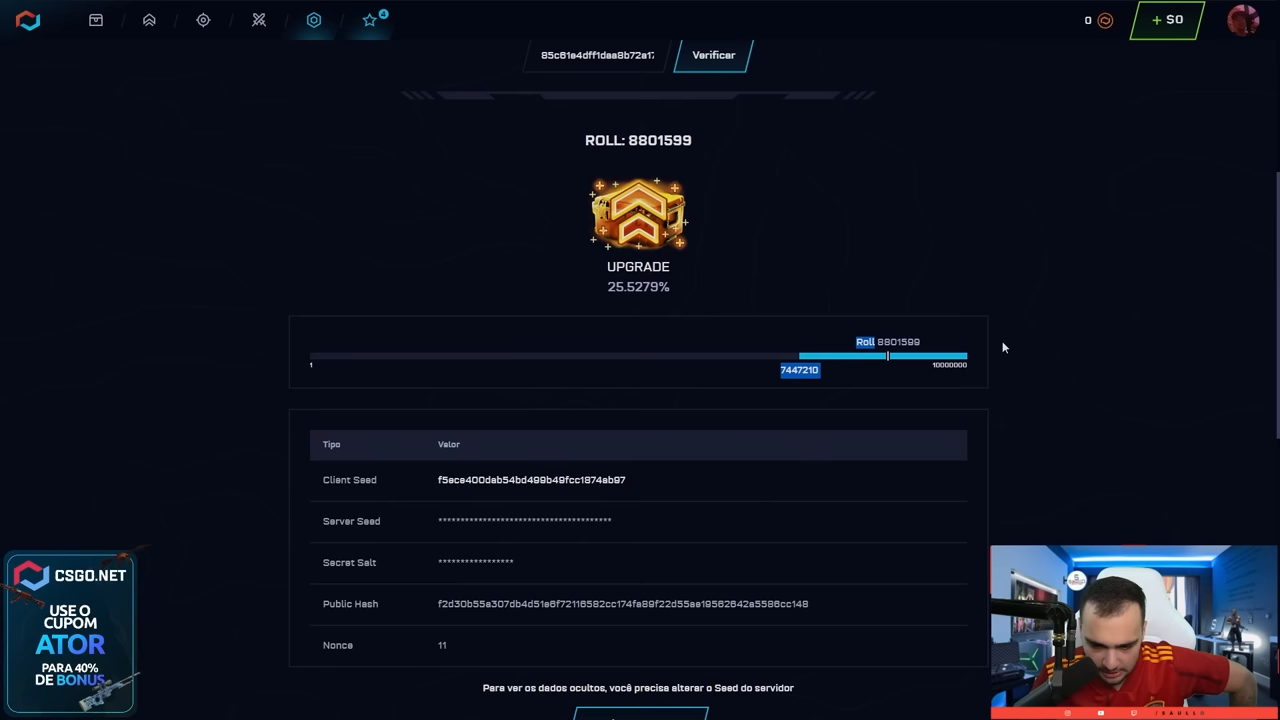 4
0
+ $0
85c61e4dff1daa8b72a17
Verificar
ROLL: 8801599
UPGRADE
25.5279%
Roll 8801599
1
7447210
10000000
Tipo Valor
Client Seed f5ece400dab54bd499b49fcc1874ab97
Server Seed **************************************
Secret Salt ****************
Public Hash f2d30b55a307db4d51e6f72116582cc174fa89f22d55ae19562642a5586cc148
Nonce 11
Para ver os dados ocultos, você precisa alterar o Seed do servidor
CSGO.NET
USE O
CUPOM
ATOR
PARA 40%
DE BONUS